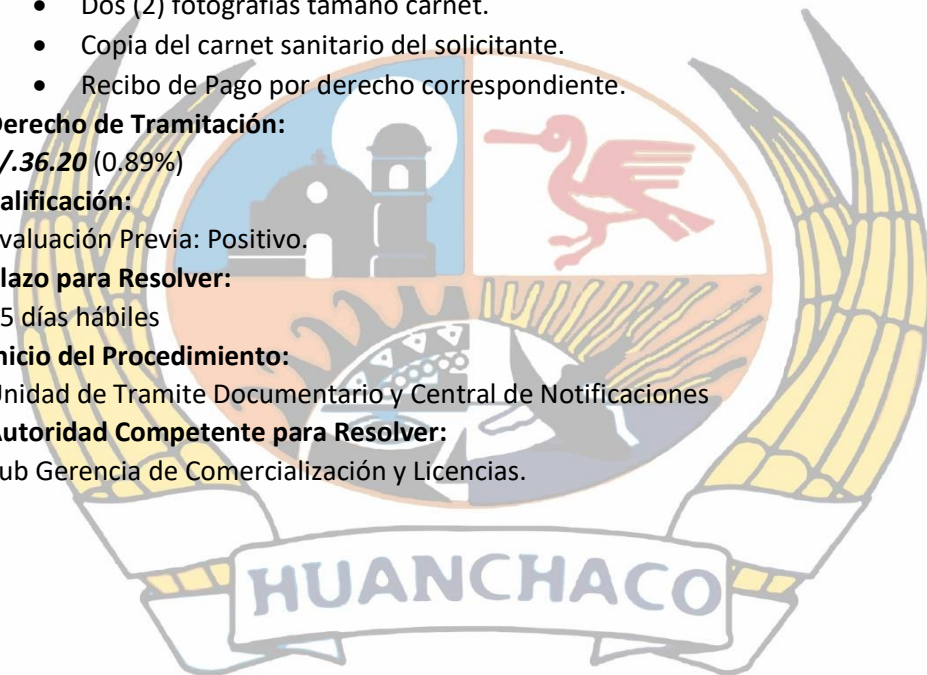 • Dos (2) fotografías tamaño carnet.
• Copia del carnet sanitario del solicitante.
• Recibo de Pago por derecho correspondiente.
Derecho de Tramitación:
/.36.20 (0.89%)
alificación:
valuación Previa: Positivo.
lazo para Resolver:
5 días hábiles
nicio del Procedimiento:
Unidad de Tramite Documentario y Central de Notificaciones
Autoridad Competente para Resolver:
ub Gerencia de Comercialización y Licencias.
HUANCHACO